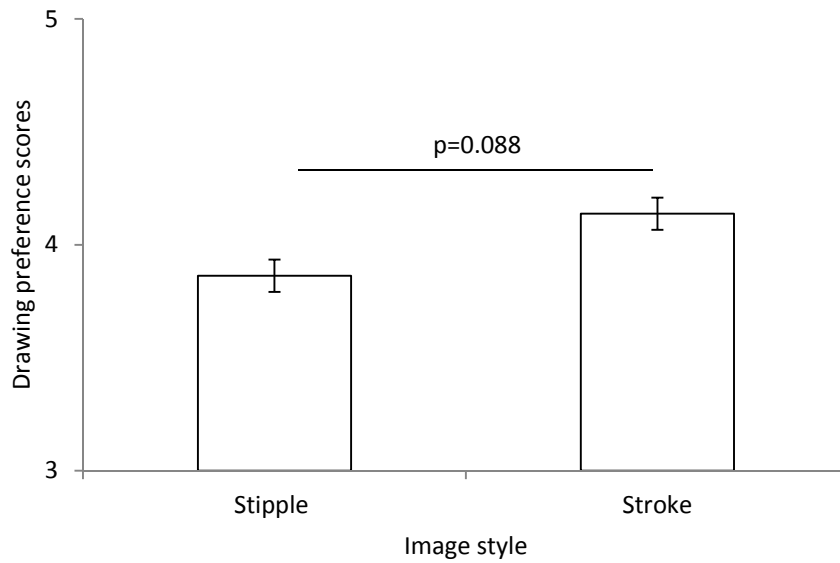 5
4
3
Drawing preference scores
p=0.088
Stipple
Stroke
Image style